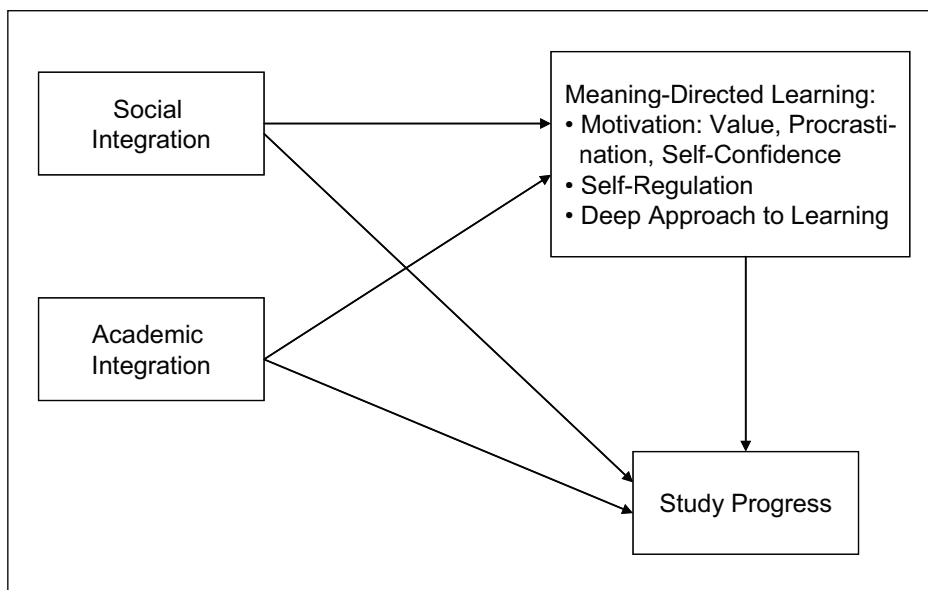 Social
Integration
Meaning-Directed Learning:
• Motivation: Value, Procrasti-
nation, Self-Confidence
• Self-Regulation
• Deep Approach to Learning
Academic
Integration
Study Progress